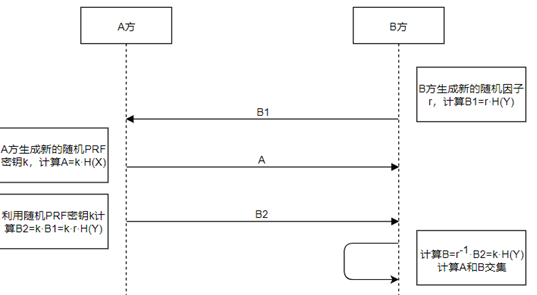 A方
B方
B方生成新的随机因子
r，计算B1=r·H(Y)
B1
A方生成新的随机PRF
密钥k，计算A=k·H(X)
A
利用随机PRF密钥k计
算B2=k·B1=k·r·H(Y)
B2
计算B=r⁻¹·B2=k·H(Y)
计算A和B交集